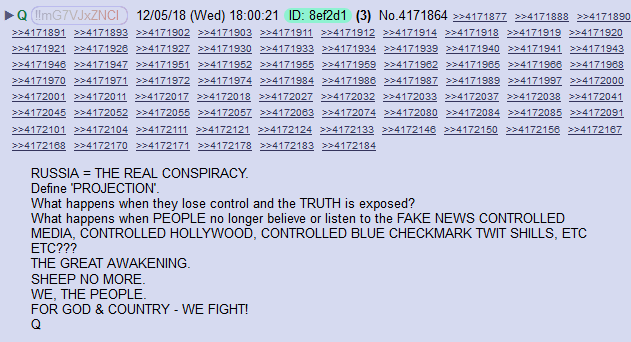 ▶ Q !!mG7VJxZNCI 12/05/18 (Wed) 18:00:21 ID: 8ef2d1 (3) No.4171864 >>4171877 >>4171888 >>4171890
>>4171891 >>4171893 >>4171902 >>4171903 >>4171911 >>4171912 >>4171914 >>4171918 >>4171919 >>4171920
>>4171921 >>4171926 >>4171927 >>4171930 >>4171933 >>4171934 >>4171939 >>4171940 >>4171941 >>4171943
>>4171946 >>4171947 >>4171951 >>4171952 >>4171955 >>4171959 >>4171962 >>4171965 >>4171966 >>4171968
>>4171970 >>4171971 >>4171972 >>4171974 >>4171984 >>4171986 >>4171987 >>4171989 >>4171997 >>4172000
>>4172001 >>4172011 >>4172017 >>4172018 >>4172027 >>4172032 >>4172033 >>4172037 >>4172038 >>4172041
>>4172045 >>4172052 >>4172055 >>4172057 >>4172063 >>4172074 >>4172080 >>4172084 >>4172085 >>4172091
>>4172101 >>4172104 >>4172111 >>4172121 >>4172124 >>4172133 >>4172146 >>4172150 >>4172156 >>4172167
>>4172168 >>4172170 >>4172171 >>4172178 >>4172183 >>4172184
RUSSIA = THE REAL CONSPIRACY.
Define 'PROJECTION'.
What happens when they lose control and the TRUTH is exposed?
What happens when PEOPLE no longer believe or listen to the FAKE NEWS CONTROLLED
MEDIA, CONTROLLED HOLLYWOOD, CONTROLLED BLUE CHECKMARK TWIT SHILLS, ETC
ETC???
THE GREAT AWAKENING.
SHEEP NO MORE.
WE, THE PEOPLE.
FOR GOD & COUNTRY - WE FIGHT!
Q